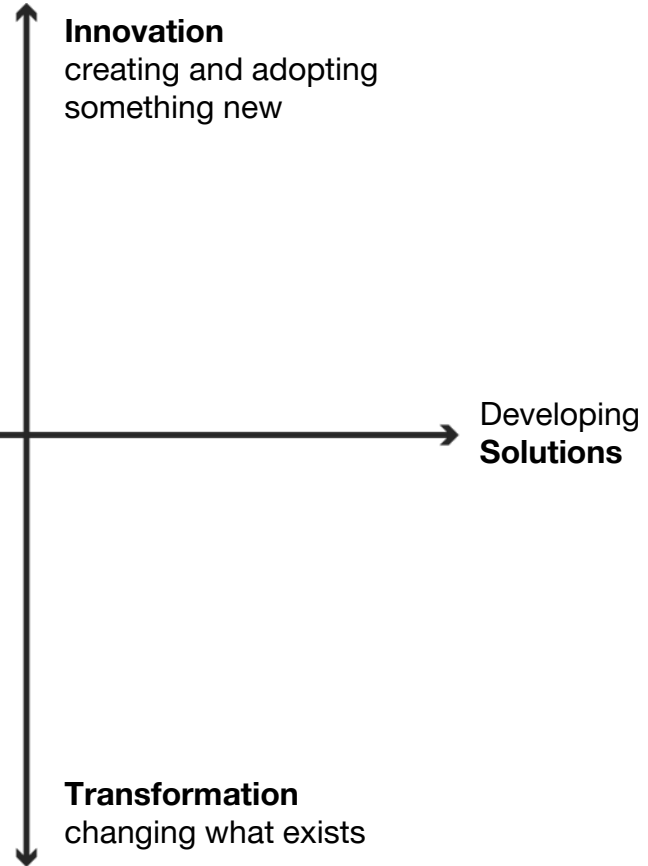 Innovation
creating and adopting
something new
Developing
Solutions
Transformation
changing what exists